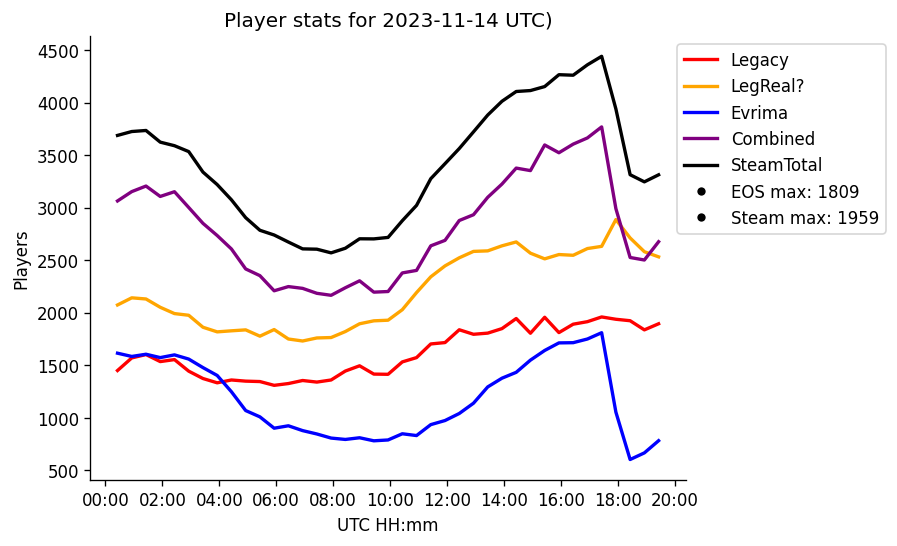 Player stats for 2023-11-14 UTC)
Players
4500
4000
3500
3000
2500
2000
1500
1000
500
00:00 02:00 04:00 06:00 08:00 10:00 12:00 14:00 16:00 18:00 20:00
UTC HH:mm
Legacy
LegReal?
Evrima
Combined
SteamTotal
EOS max: 1809
Steam max: 1959